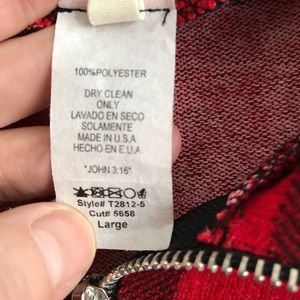 100%POLYESTER
DRY CLEAN
ONLY
LAVADO EN SECO
SOLAMENTE
MADE IN U.S.A
HECHO EN E.U.A
"JOHN 3:16"
Style# T2812-5
Cut# 5658
Large